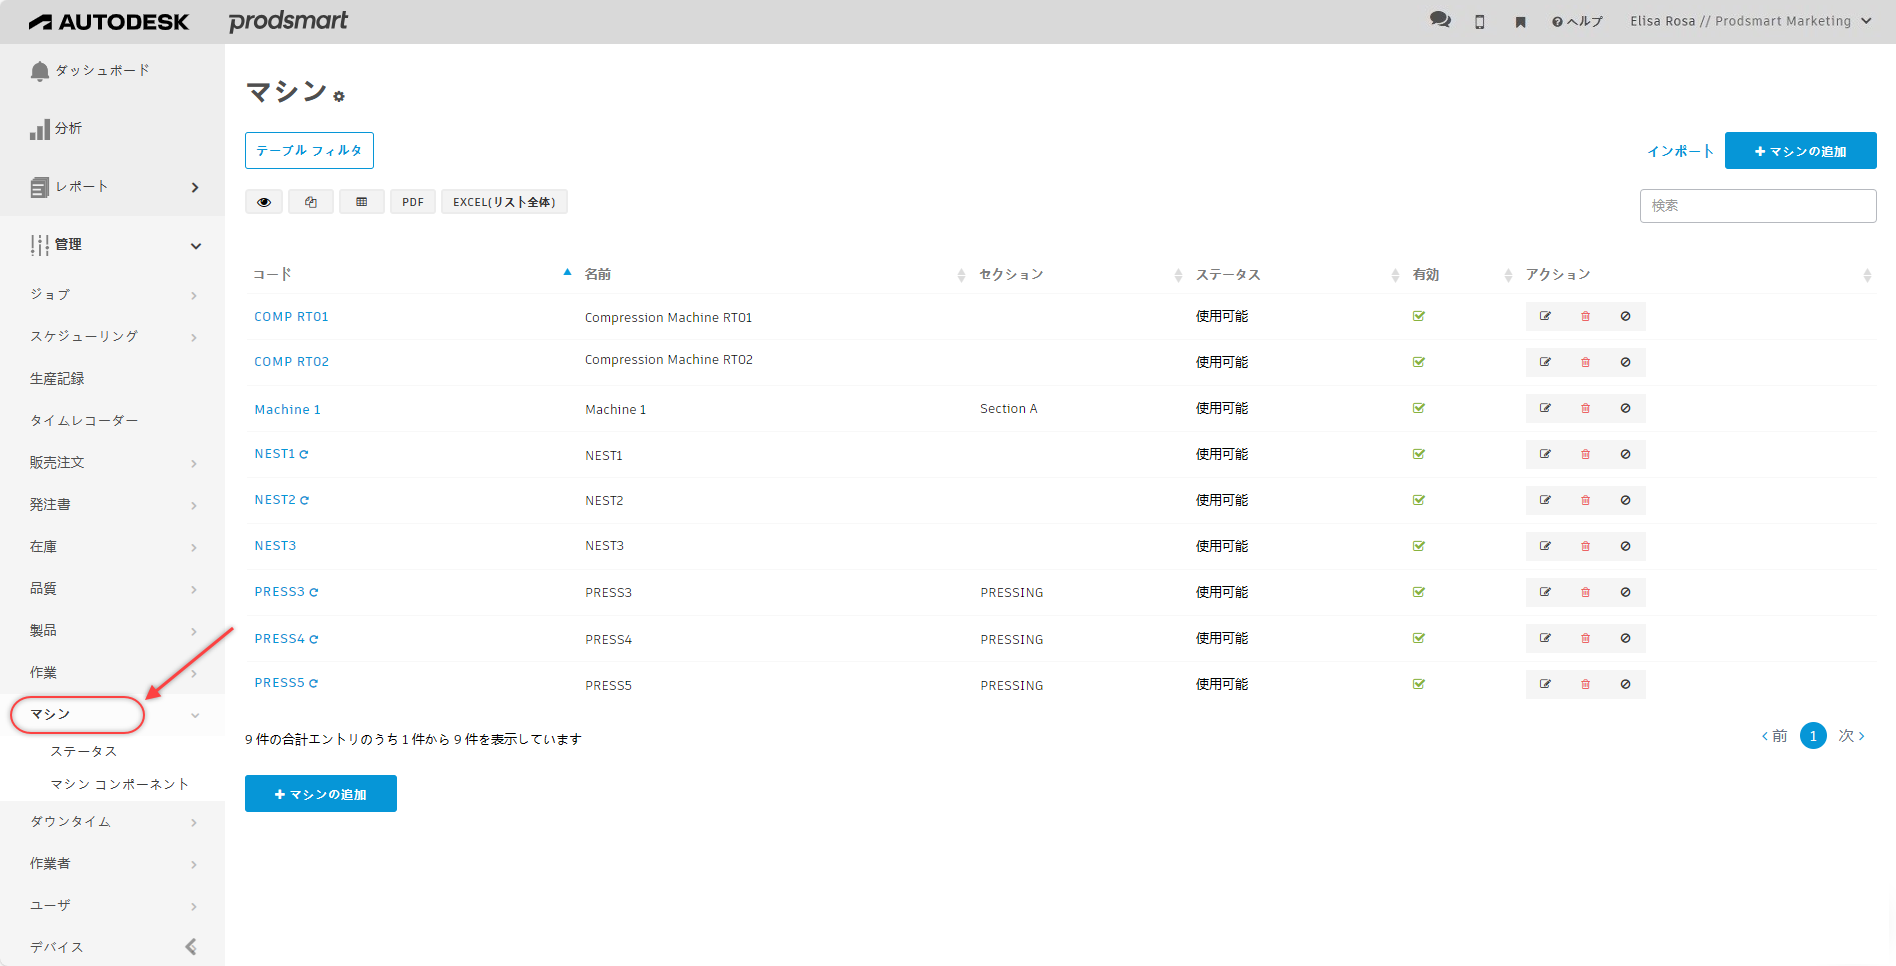 AUTODESK prodsmart ヘルプ Elisa Rosa // Prodsmart Marketing
ダッシュボード
分析
レポート
管理
ジョブ
スケジューリング
生産記録
タイムレコーダー
販売注文
発注書
在庫
品質
製品
作業
マシン
ステータス
マシン コンポーネント
ダウンタイム
作業者
ユーザ
デバイス
マシン
テーブル フィルタ
インポート
マシンの追加
PDF EXCEL(リスト全体)
検索
コード 名前 セクション ステータス 有効 アクション
COMP RT01 Compression Machine RT01 使用可能
COMP RT02 Compression Machine RT02 使用可能
Machine 1 Machine 1 Section A 使用可能
NEST1 NEST1 使用可能
NEST2 NEST2 使用可能
NEST3 NEST3 使用可能
PRESS3 PRESS3 PRESSING 使用可能
PRESS4 PRESS4 PRESSING 使用可能
PRESS5 PRESS5 PRESSING 使用可能
9 件の合計エントリのうち 1 件から 9 件を表示しています
前 1 次
マシンの追加